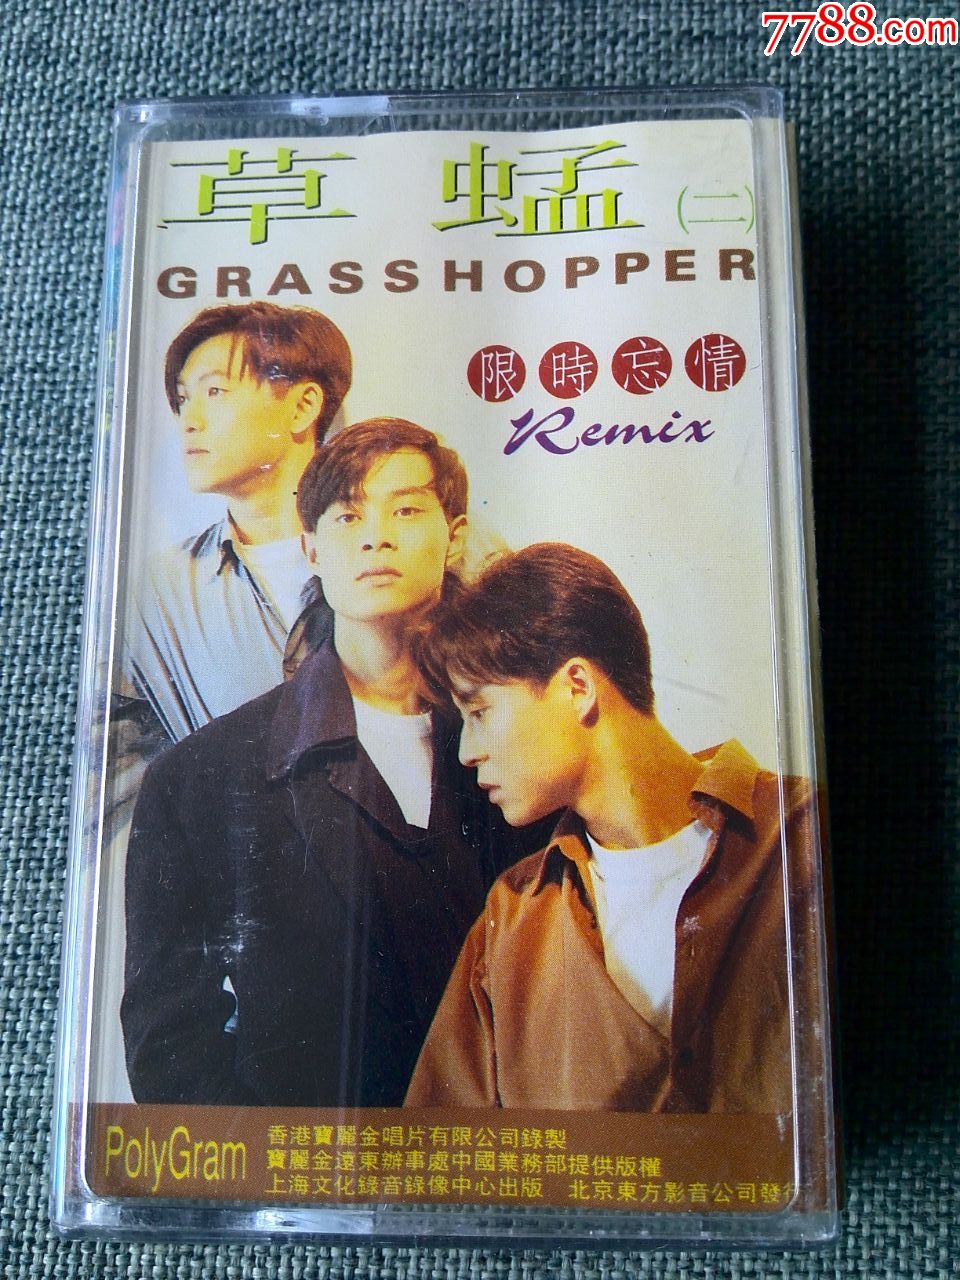 7788.com
草蜢(二)
GRASSHOPPER
限時忘情
Remix
PolyGram
香港寶麗金唱片有限公司錄製
寶麗金遠東辦事處中國業務部提供版權
上海文化錄音錄像中心出版 北京東方影音公司發行